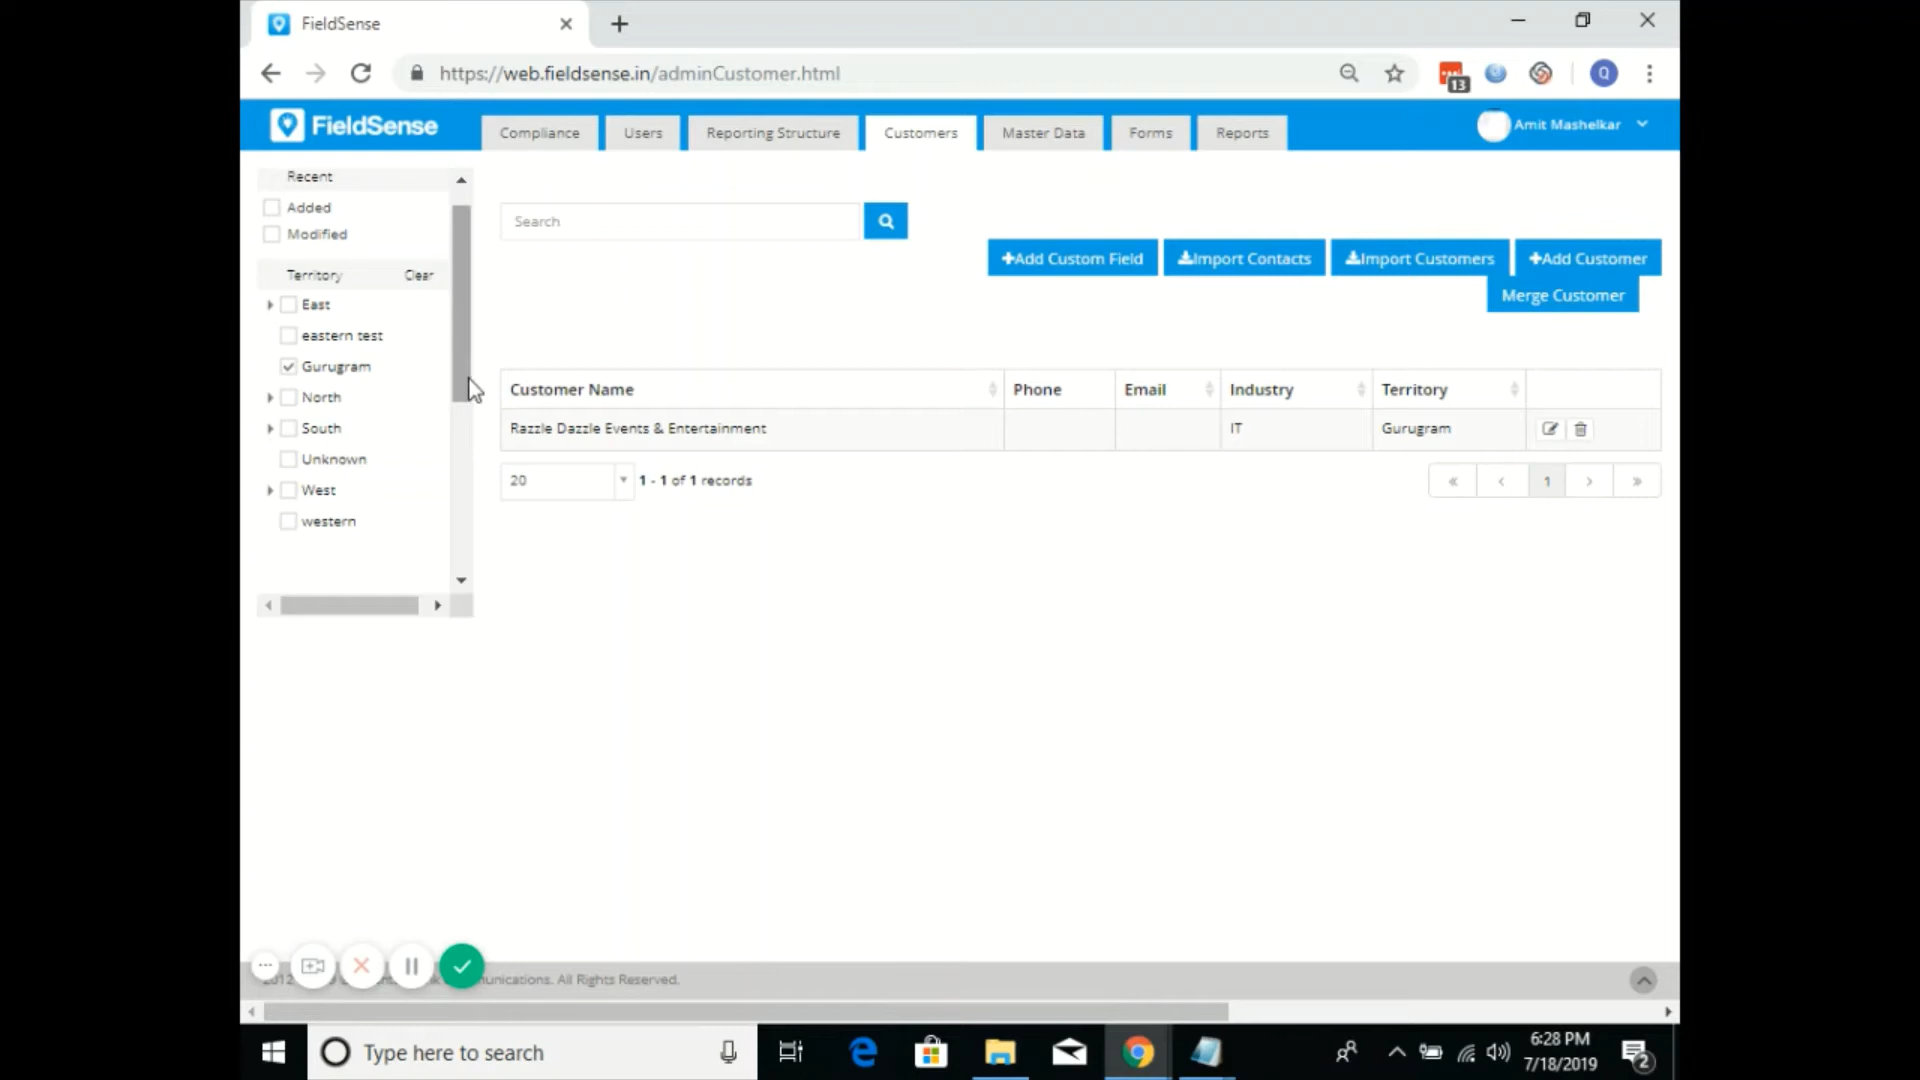 FieldSense
https://web.fieldsense.in/adminCustomer.html
13
Q
FieldSense
Compliance
Users
Reporting Structure
Customers
Master Data
Forms
Reports
Amit Mashelkar
Recent
Added
Modified
Territory Clear
East
eastern test
Gurugram
North
South
Unknown
West
western
Search
+Add Custom Field
Import Contacts
Import Customers
+Add Customer
Merge Customer
Customer Name Phone Email Industry Territory
Razzle Dazzle Events & Entertainment IT Gurugram
20 1 - 1 of 1 records
« ‹ 1 › »
unications. All Rights Reserved.
Type here to search
6:28 PM
7/18/2019
2